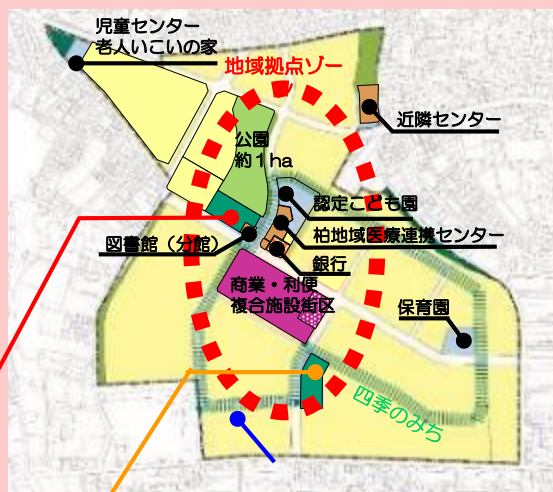 児童センター
老人いこいの家
地域拠点ゾー
近隣センター
公園
約１ha
認定こども園
柏地域医療連携センター
図書館（分館）
銀行
商業・利便
複合施設街区
保育園
四季のみち